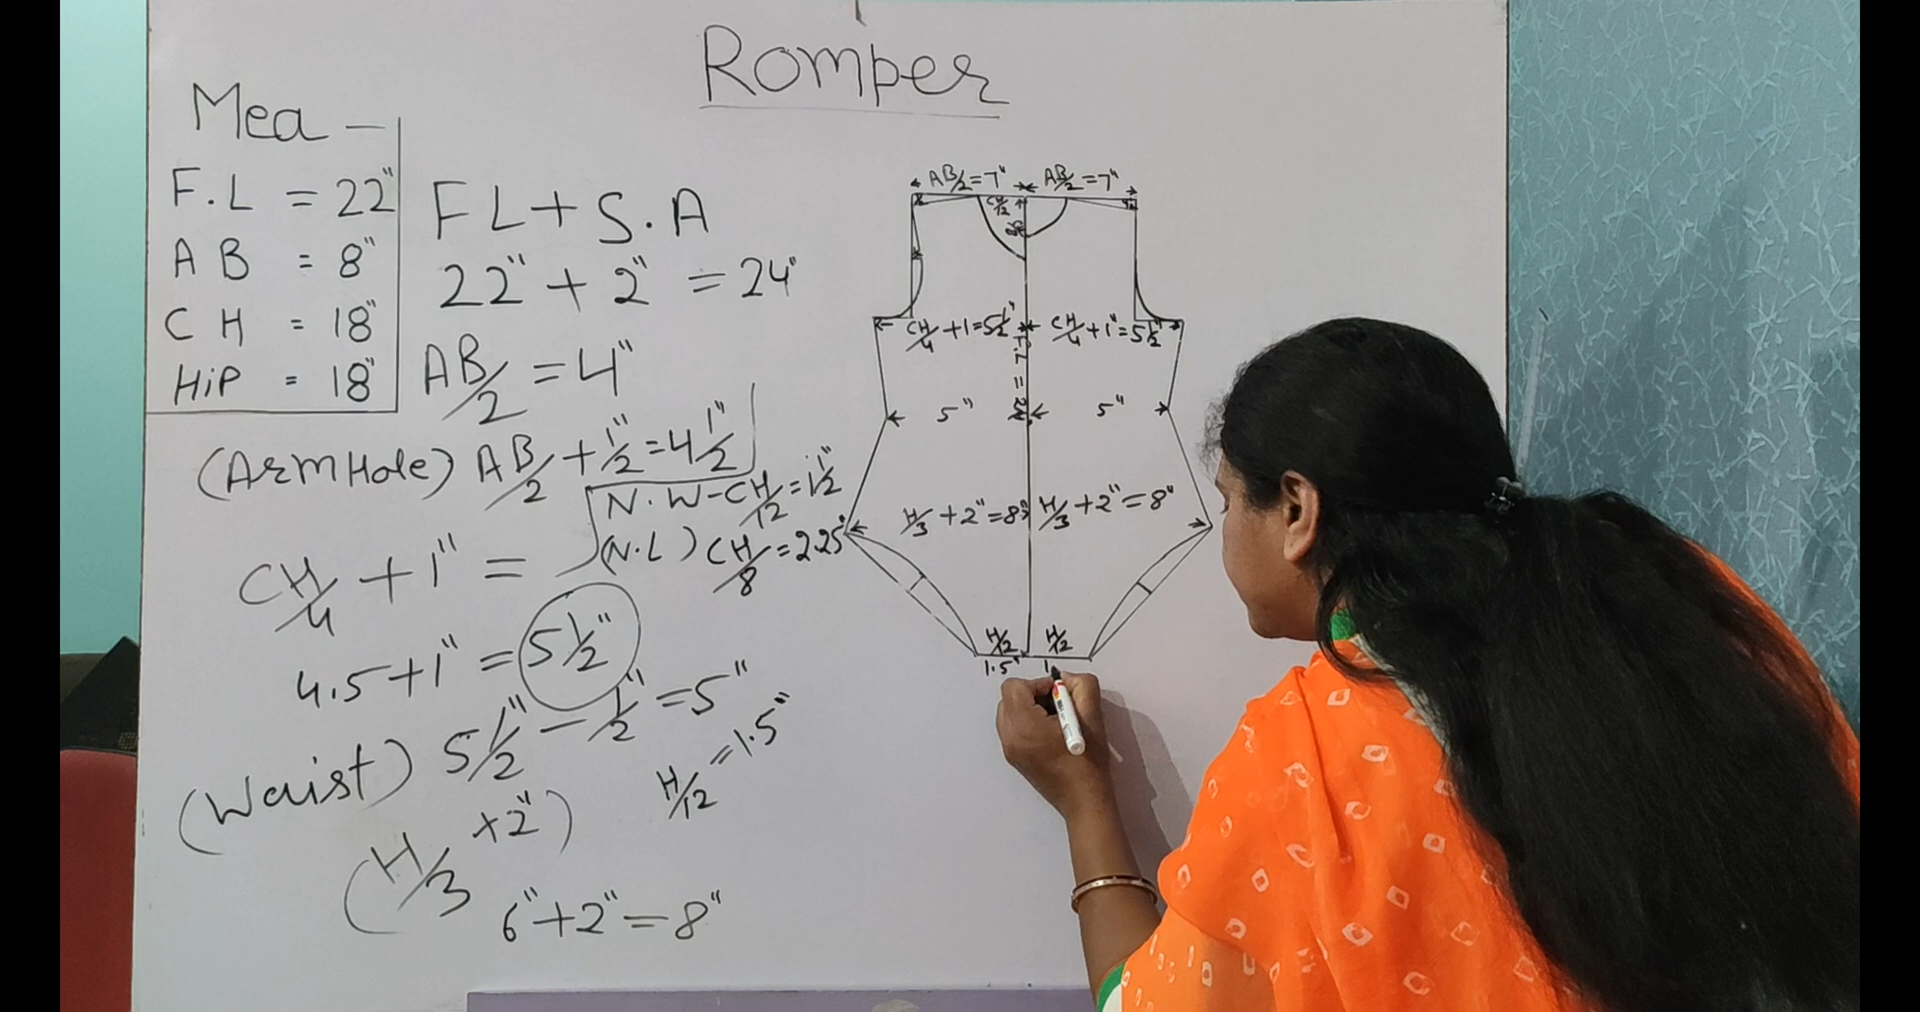 Romper
Mea -
F.L = 22"
AB = 8"
CH = 18"
HiP = 18"
FL + S.A
22" + 2" = 24"
AB/2 = 4"
(ArmHole) AB/2 + 1/2" = 4 1/2"
N.W - CH/12 = 1 1/2"
(N.L) CH/8 = 2.25"
CH/4 + 1" =
4.5 + 1" = 5 1/2"
(Waist) 5 1/2" - 1/2" = 5"
H/12 = 1.5"
(H/3 +2")
6" + 2" = 8"
AB/2 = 7" AB/2 = 7"
CH/12
CH/4 + 1 = 5 1/2" CH/4 + 1" = 5 1/2"
5" 5"
H/3 + 2" = 8" H/3 + 2" = 8"
H/12 H/12
1.5" 1